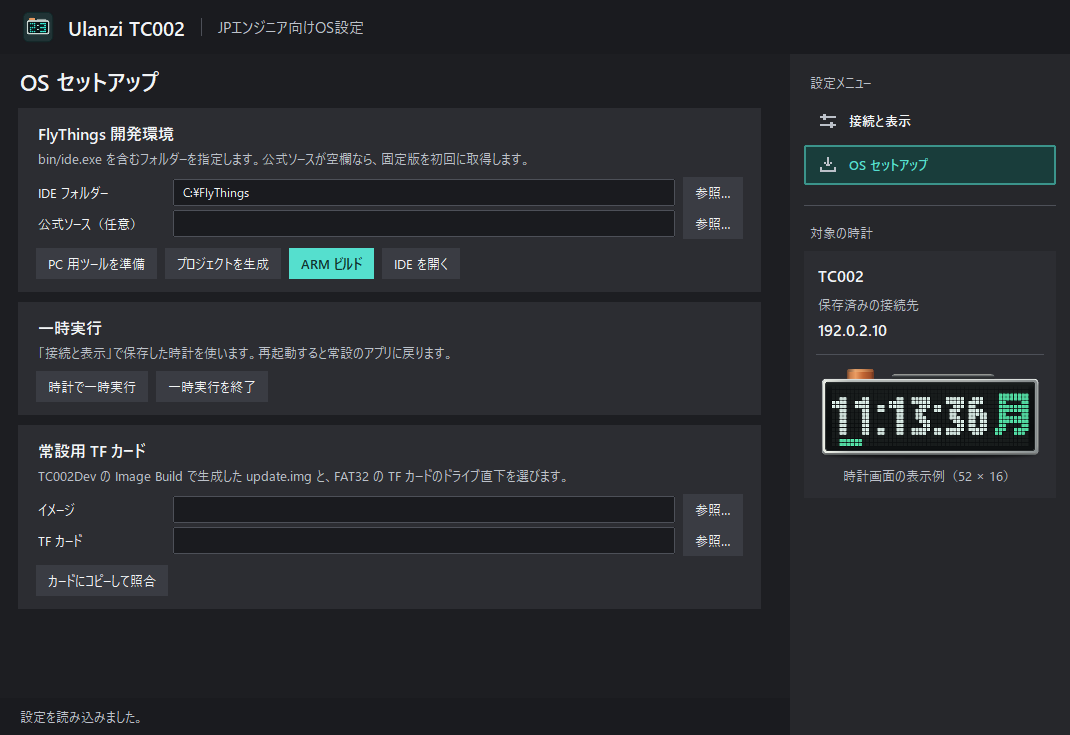 Ulanzi TC002
JPエンジニア向けOS設定
OS セットアップ
FlyThings 開発環境
bin/ide.exe を含むフォルダーを指定します。公式ソースが空欄なら、固定版を初回に取得します。
IDE フォルダー
C:¥FlyThings
参照...
公式ソース（任意）
参照...
PC 用ツールを準備
プロジェクトを生成
ARM ビルド
IDE を開く
一時実行
「接続と表示」で保存した時計を使います。再起動すると常設のアプリに戻ります。
時計で一時実行
一時実行を終了
常設用 TF カード
TC002Dev の Image Build で生成した update.img と、FAT32 の TF カードのドライブ直下を選びます。
イメージ
参照...
TF カード
参照...
カードにコピーして照合
設定を読み込みました。
設定メニュー
接続と表示
OS セットアップ
対象の時計
TC002
保存済みの接続先
192.0.2.10
11:13:36 月
時計画面の表示例（52 × 16）